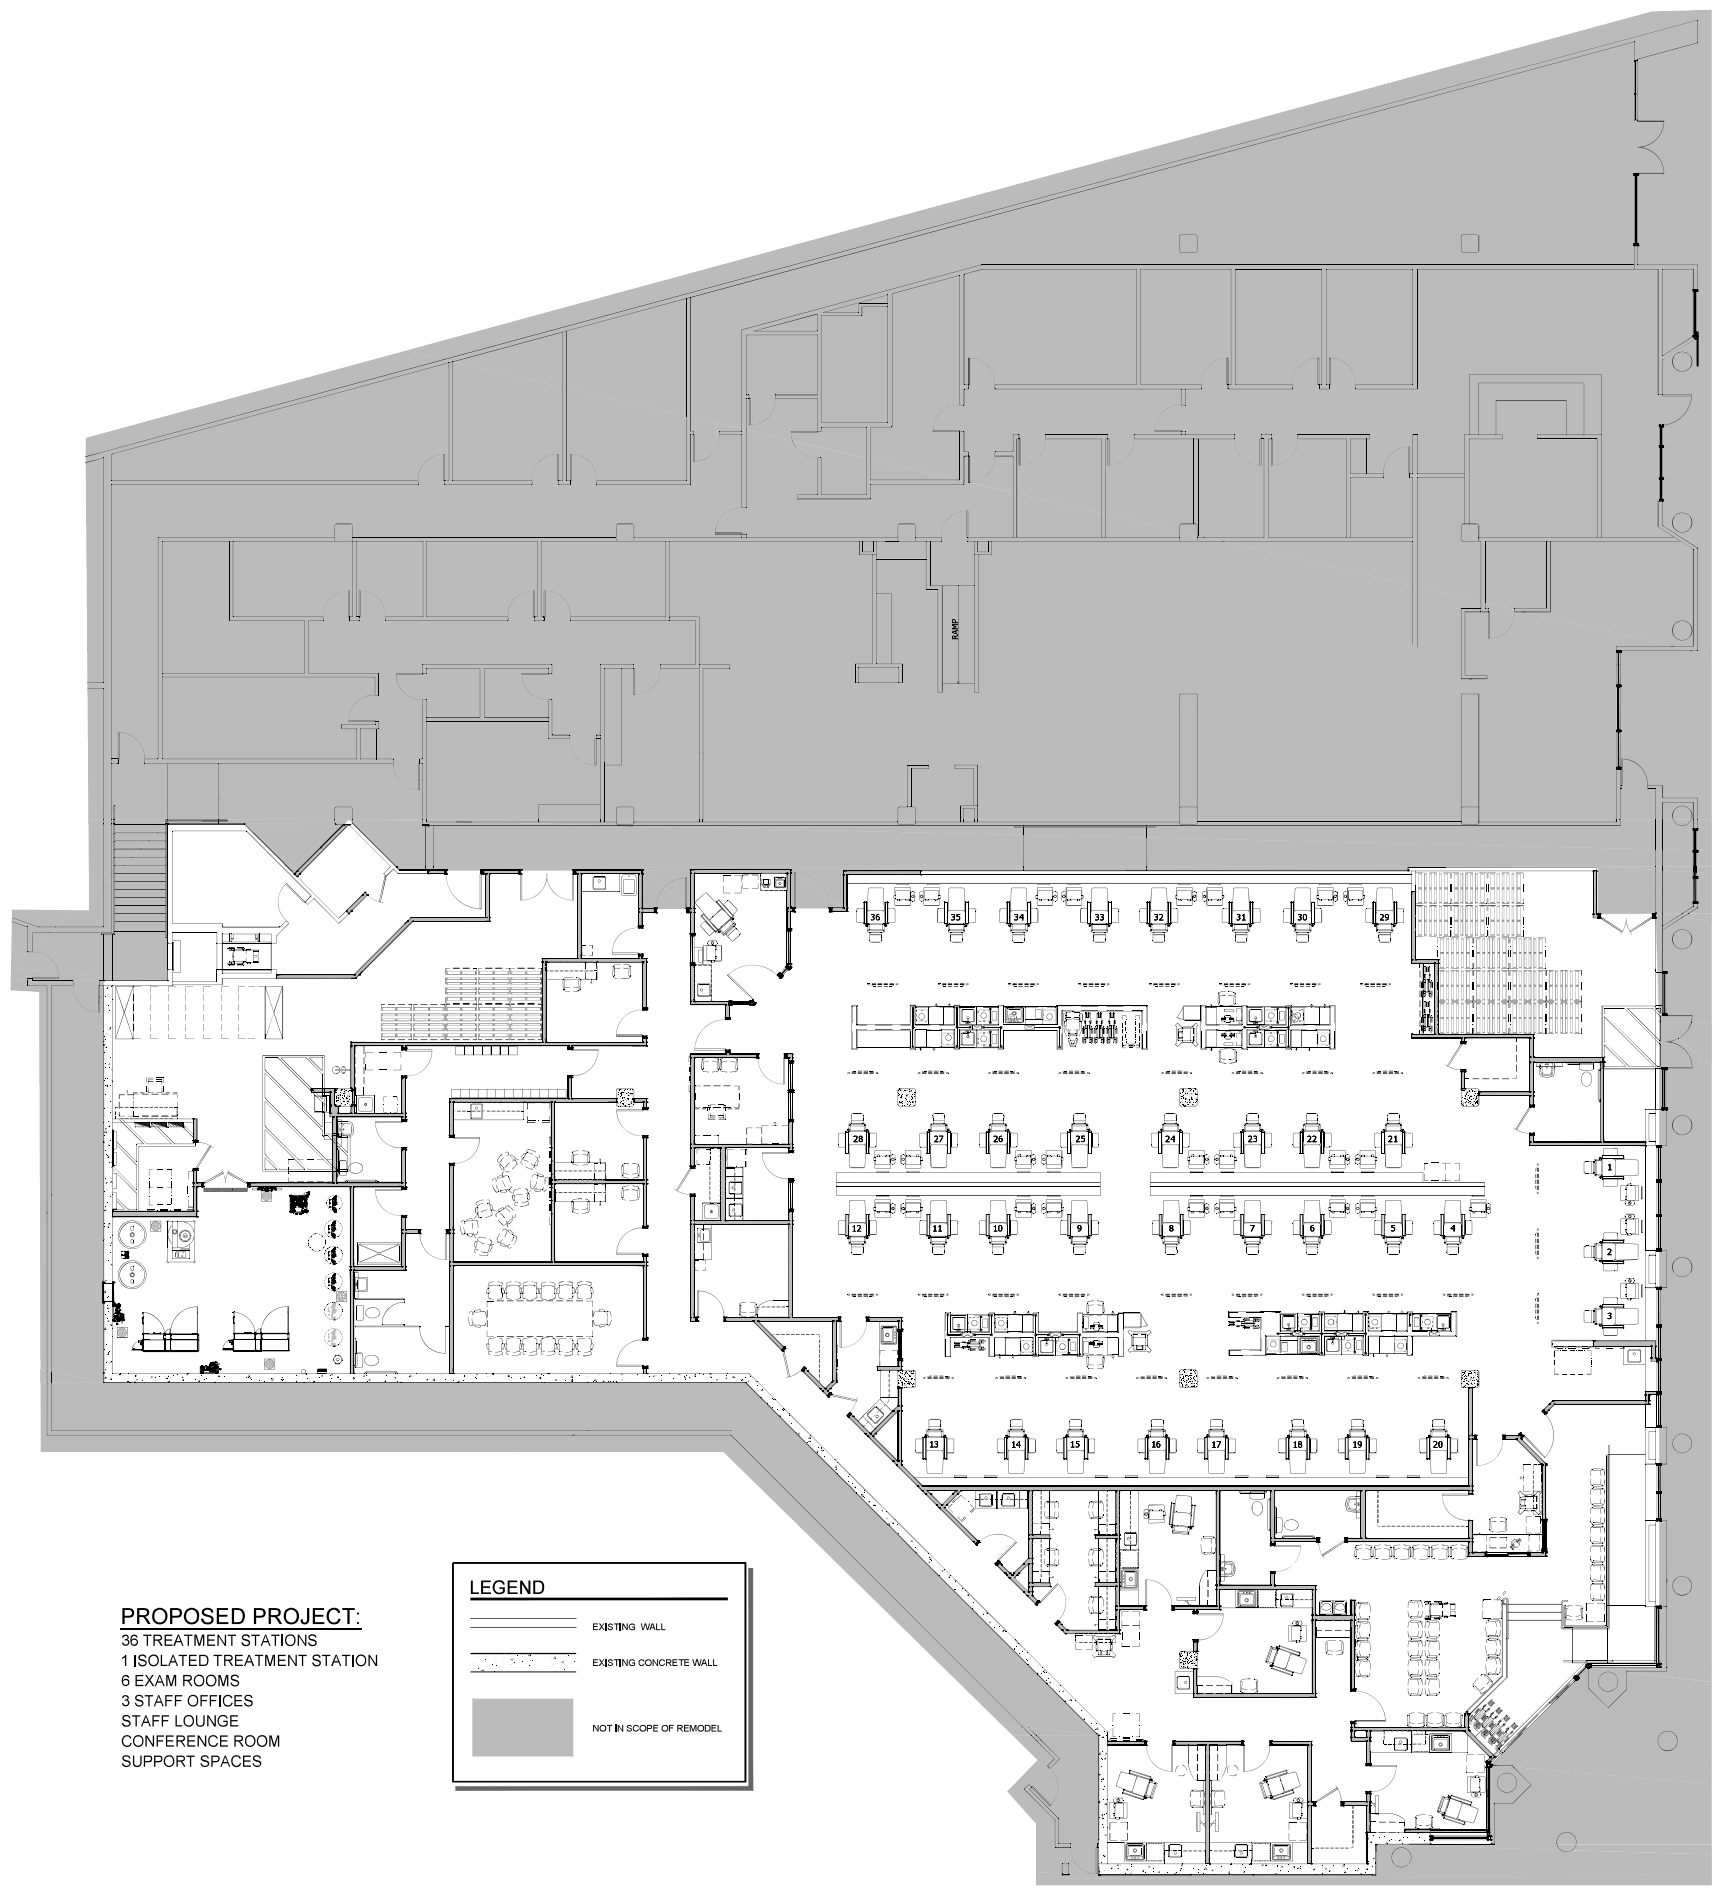 RAMP
36
35
34
33
32
31
30
29
28
27
26
25
24
23
22
21
1
12
11
10
9
8
7
6
5
4
2
3
13
14
15
16
17
18
19
20
PROPOSED PROJECT:
36 TREATMENT STATIONS
1 ISOLATED TREATMENT STATION
6 EXAM ROOMS
3 STAFF OFFICES
STAFF LOUNGE
CONFERENCE ROOM
SUPPORT SPACES
LEGEND
EXISTING WALL
EXISTING CONCRETE WALL
NOT IN SCOPE OF REMODEL